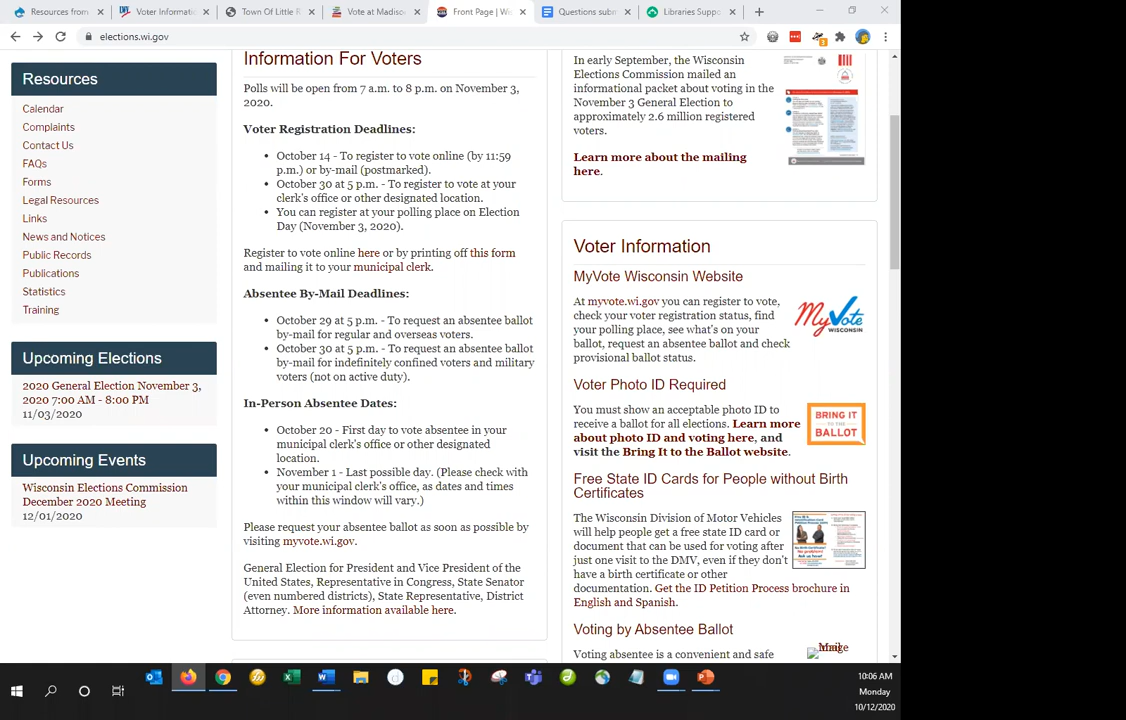 Resources from
Voter Informatio
Town Of Little R
Vote at Madiso
Front Page | Wi
Questions subm
Libraries Suppo
elections.wi.gov
3
Resources
Calendar
Complaints
Contact Us
FAQs
Forms
Legal Resources
Links
News and Notices
Public Records
Publications
Statistics
Training
Upcoming Elections
2020 General Election November 3,
2020 7:00 AM - 8:00 PM
11/03/2020
Upcoming Events
Wisconsin Elections Commission
December 2020 Meeting
12/01/2020
Information For Voters
Polls will be open from 7 a.m. to 8 p.m. on November 3,
2020.
Voter Registration Deadlines:
• October 14 - To register to vote online (by 11:59
p.m.) or by-mail (postmarked).
• October 30 at 5 p.m. - To register to vote at your
clerk's office or other designated location.
• You can register at your polling place on Election
Day (November 3, 2020).
Register to vote online here or by printing off this form
and mailing it to your municipal clerk.
Absentee By-Mail Deadlines:
• October 29 at 5 p.m. - To request an absentee ballot
by-mail for regular and overseas voters.
• October 30 at 5 p.m. - To request an absentee ballot
by-mail for indefinitely confined voters and military
voters (not on active duty).
In-Person Absentee Dates:
• October 20 - First day to vote absentee in your
municipal clerk's office or other designated
location.
• November 1 - Last possible day. (Please check with
your municipal clerk's office, as dates and times
within this window will vary.)
Please request your absentee ballot as soon as possible by
visiting myvote.wi.gov.
General Election for President and Vice President of the
United States, Representative in Congress, State Senator
(even numbered districts), State Representative, District
Attorney. More information available here.
In early September, the Wisconsin
Elections Commission mailed an
informational packet about voting in the
November 3 General Election to
approximately 2.6 million registered
voters.
Learn more about the mailing
here.
Voter Information
MyVote Wisconsin Website
At myvote.wi.gov you can register to vote,
check your voter registration status, find
your polling place, see what's on your
ballot, request an absentee ballot and check
provisional ballot status.
MyVote
WISCONSIN
Voter Photo ID Required
You must show an acceptable photo ID to
receive a ballot for all elections. Learn more
about photo ID and voting here, and
visit the Bring It to the Ballot website.
BRING IT
TO THE
BALLOT
Free State ID Cards for People without Birth
Certificates
The Wisconsin Division of Motor Vehicles
will help people get a free state ID card or
document that can be used for voting after
just one visit to the DMV, even if they don't
have a birth certificate or other
documentation. Get the ID Petition Process brochure in
English and Spanish.
Voting by Absentee Ballot
Voting absentee is a convenient and safe
10:06 AM
Monday
10/12/2020